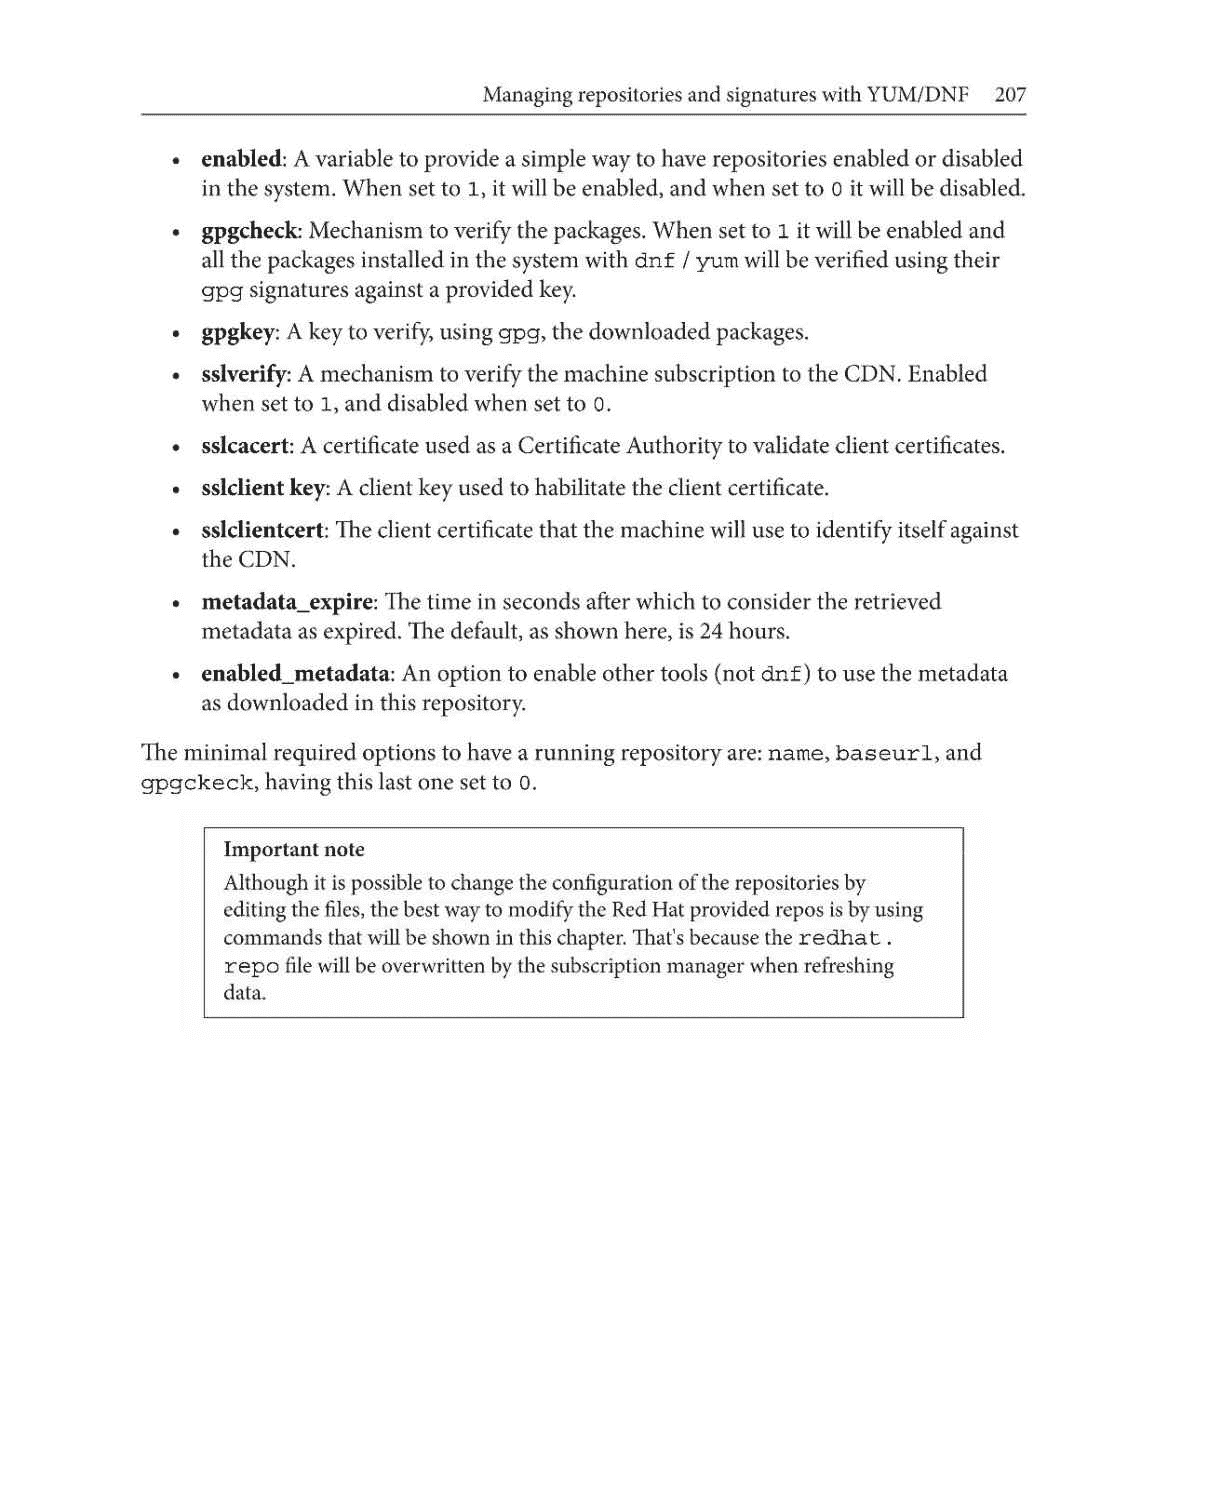 Managing repositories and signatures with YUM/DNF 207
• enabled: A variable to provide a simple way to have repositories enabled or disabled
in the system. When set to 1, it will be enabled, and when set to 0 it will be disabled.
• gpgcheck: Mechanism to verify the packages. When set to 1 it will be enabled and
all the packages installed in the system with dnf / yum will be verified using their
gpg signatures against a provided key.
• gpgkey: A key to verify, using gpg, the downloaded packages.
• sslverify: A mechanism to verify the machine subscription to the CDN. Enabled
when set to 1, and disabled when set to 0.
• sslcacert: A certificate used as a Certificate Authority to validate client certificates.
• sslclient key: A client key used to habilitate the client certificate.
• sslclientcert: The client certificate that the machine will use to identify itself against
the CDN.
• metadata_expire: The time in seconds after which to consider the retrieved
metadata as expired. The default, as shown here, is 24 hours.
• enabled_metadata: An option to enable other tools (not dnf) to use the metadata
as downloaded in this repository.
The minimal required options to have a running repository are: name, baseurl, and
gpgckeck, having this last one set to 0.
Important note
Although it is possible to change the configuration of the repositories by
editing the files, the best way to modify the Red Hat provided repos is by using
commands that will be shown in this chapter. That's because the redhat.
repo file will be overwritten by the subscription manager when refreshing
data.